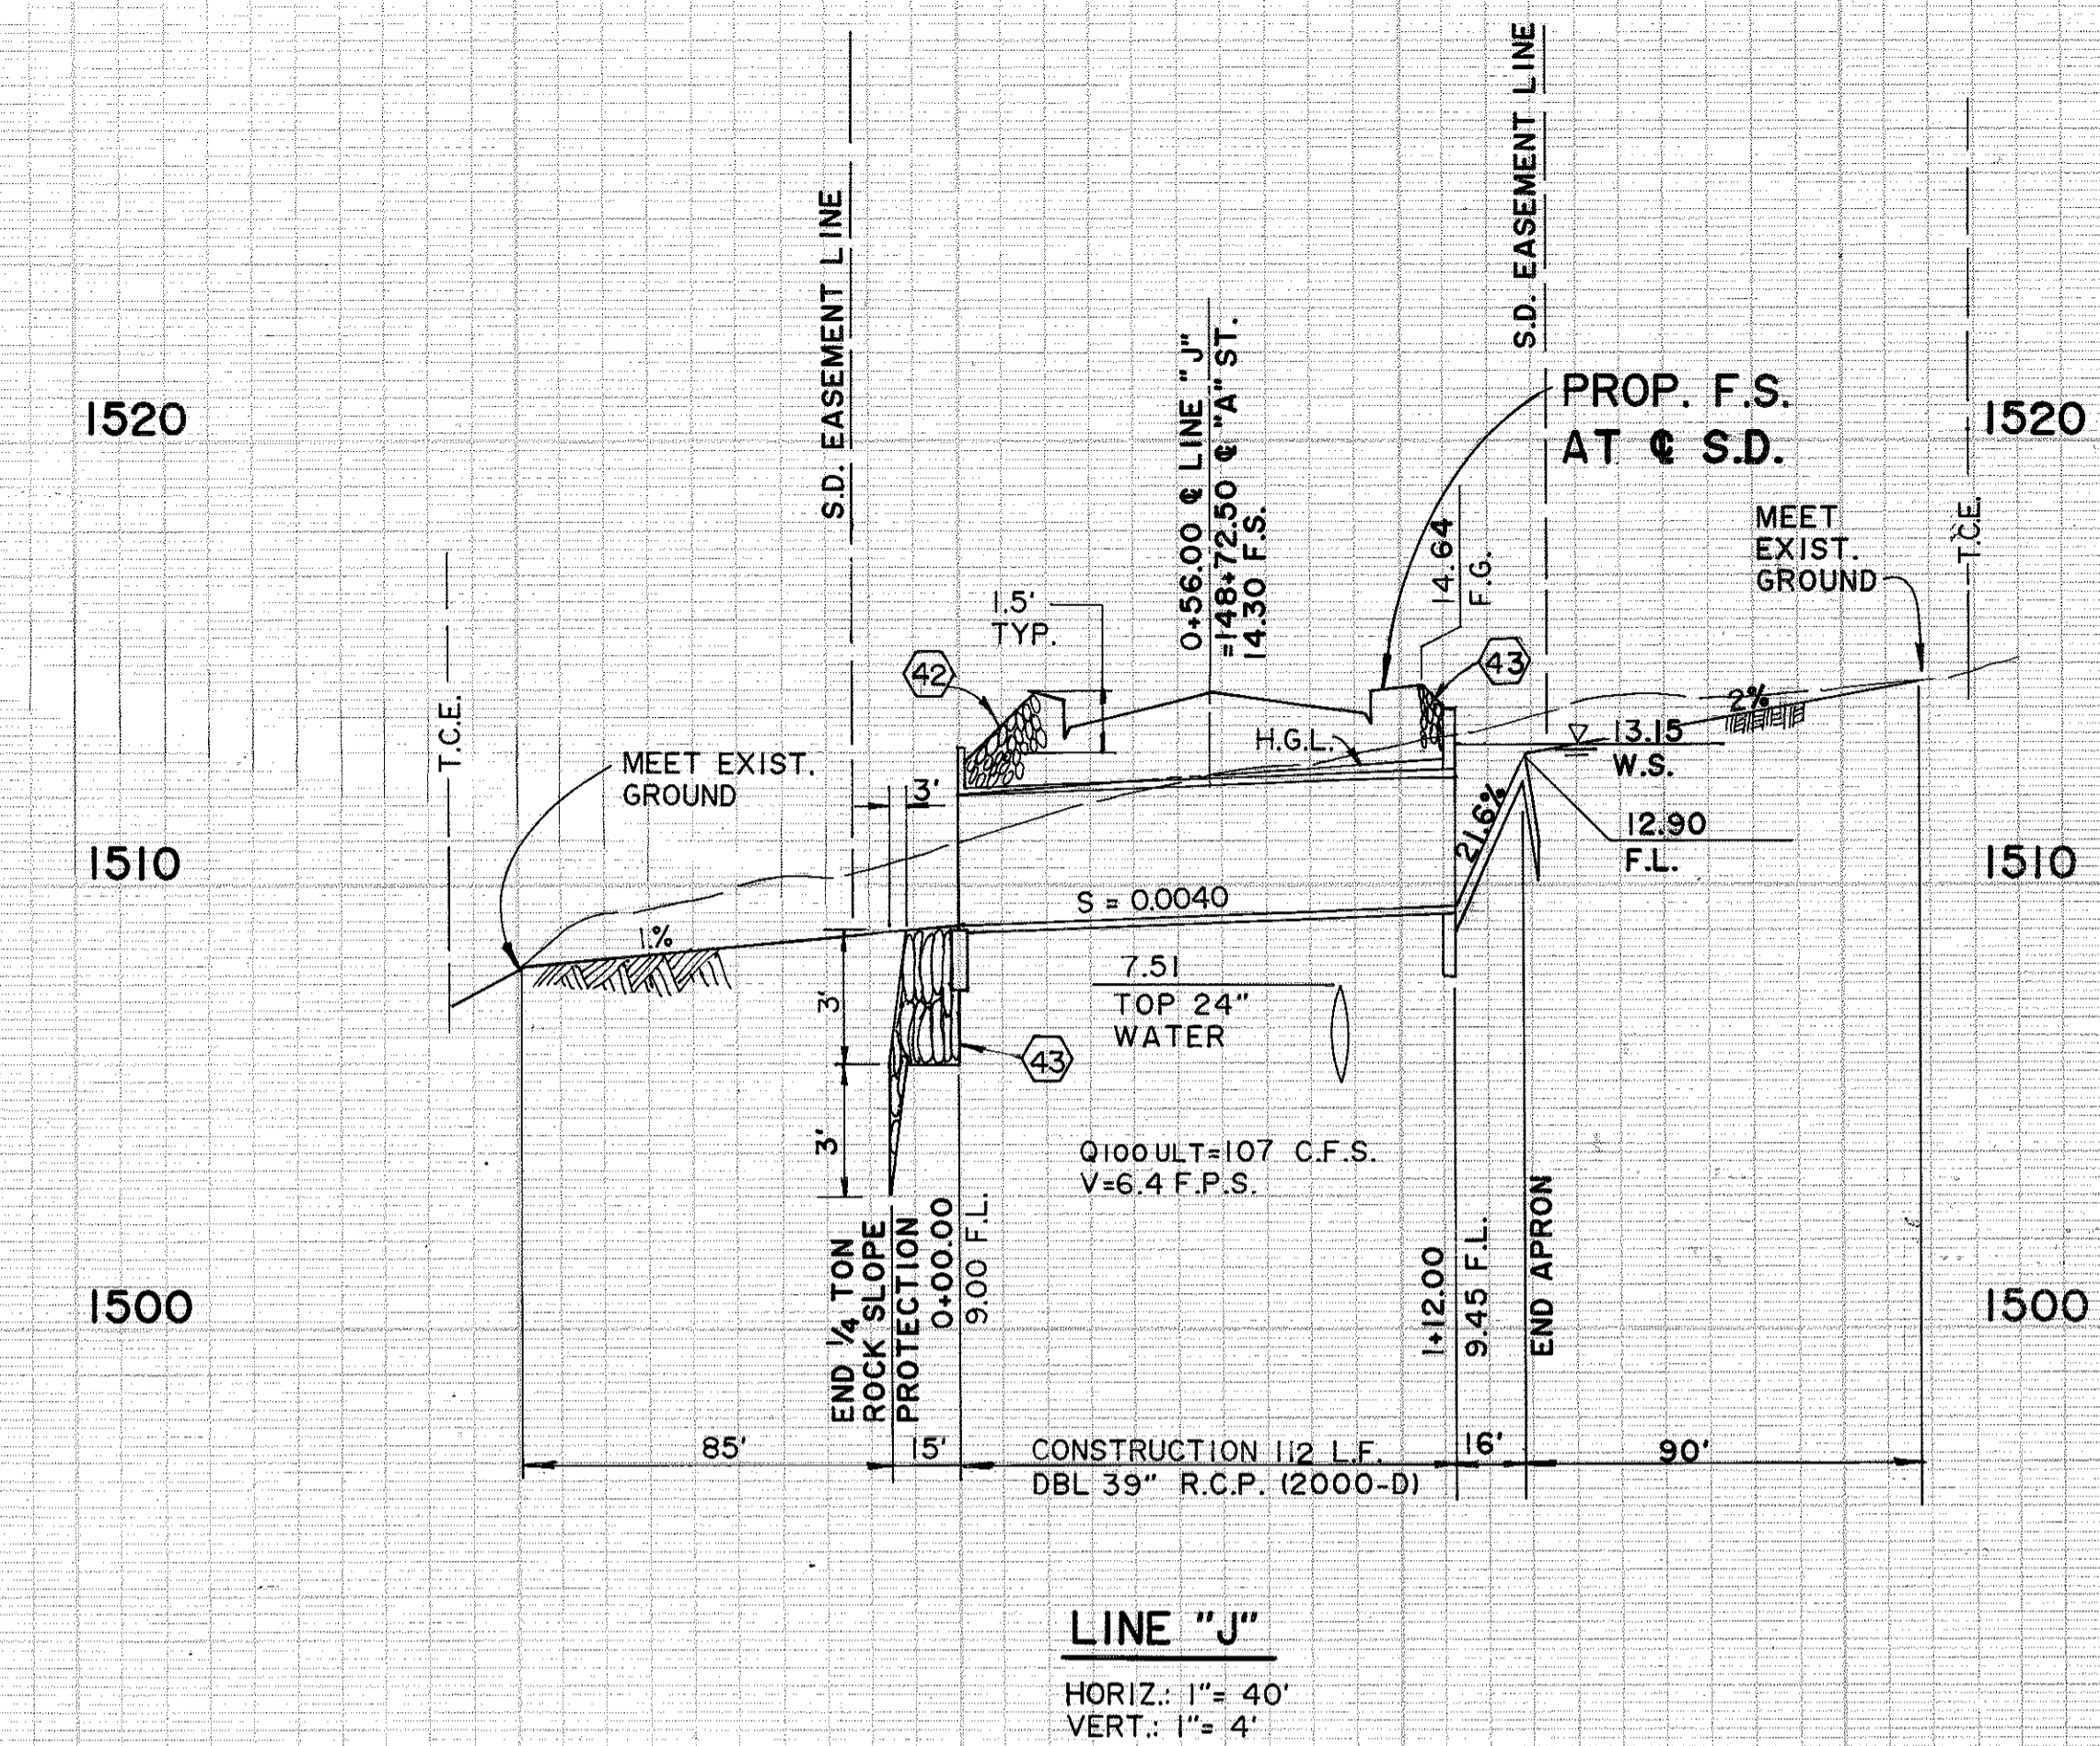 S.D. EASEMENT LINE
S.D. EASEMENT LINE
1520
1520
0+56.00 ℄ LINE "J"
=148+72.50 ℄ "A" ST.
14.30 F.S.
PROP. F.S.
AT ℄ S.D.
14.64
F.G.
MEET
EXIST.
GROUND
T.C.E.
1.5'
TYP.
42
43
T.C.E.
2%
H.G.L.
13.15
W.S.
MEET EXIST.
GROUND
3'
21.6%
12.90
F.L.
1510
1510
S = 0.0040
1%
7.51
TOP 24"
WATER
3'
43
3'
Q100 ULT=107 C.F.S.
V=6.4 F.P.S.
END 1/4 TON
ROCK SLOPE
PROTECTION
0+00.00
9.00 F.L.
1+12.00
9.45 F.L.
END APRON
1500
1500
85'
15'
CONSTRUCTION 112 L.F.
DBL 39" R.C.P. (2000-D)
16'
90'
LINE "J"
HORIZ.: 1"= 40'
VERT.: 1"= 4'